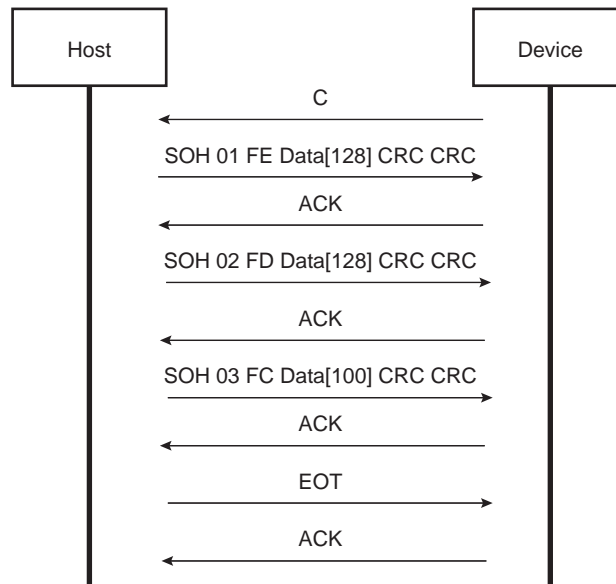 Host
Device
C
SOH 01 FE Data[128] CRC CRC
ACK
SOH 02 FD Data[128] CRC CRC
ACK
SOH 03 FC Data[100] CRC CRC
ACK
EOT
ACK